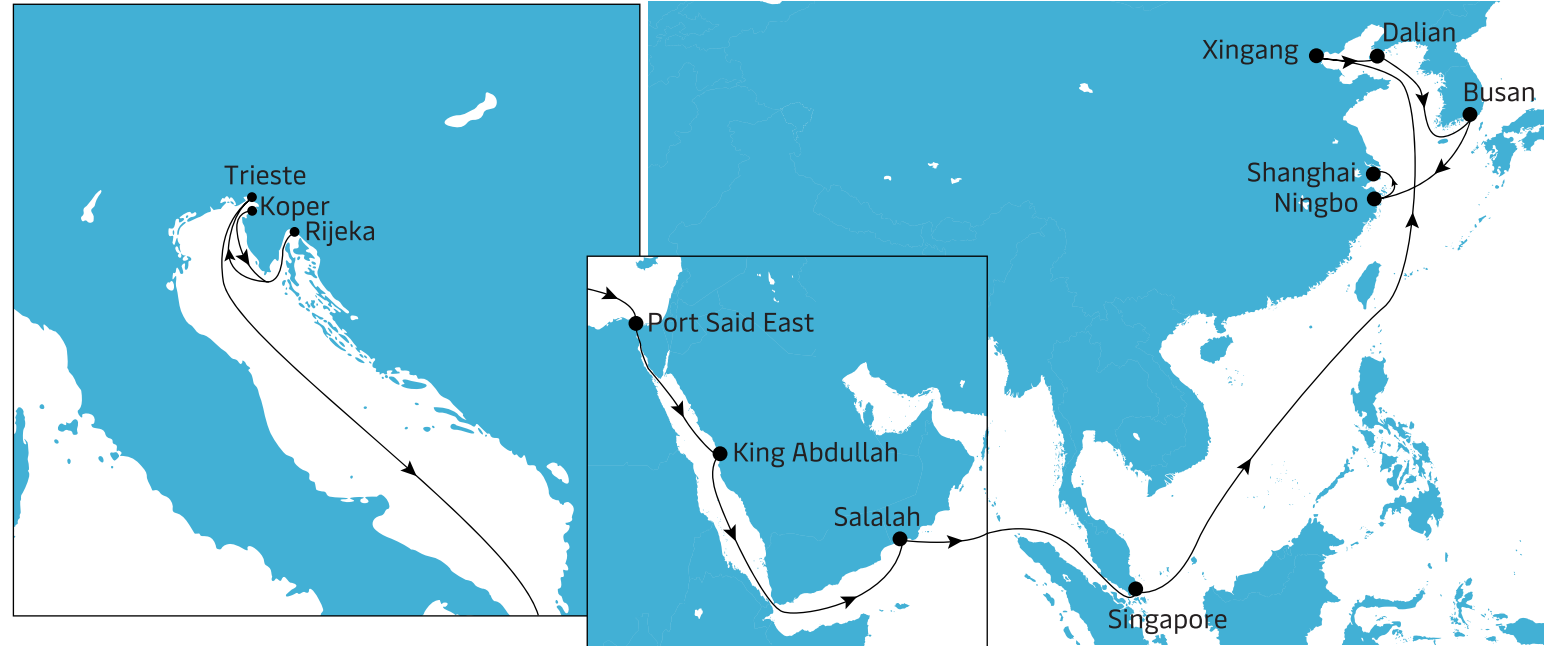 Trieste
Koper
Rijeka
Port Said East
King Abdullah
Salalah
Singapore
Xingang
Dalian
Busan
Shanghai
Ningbo